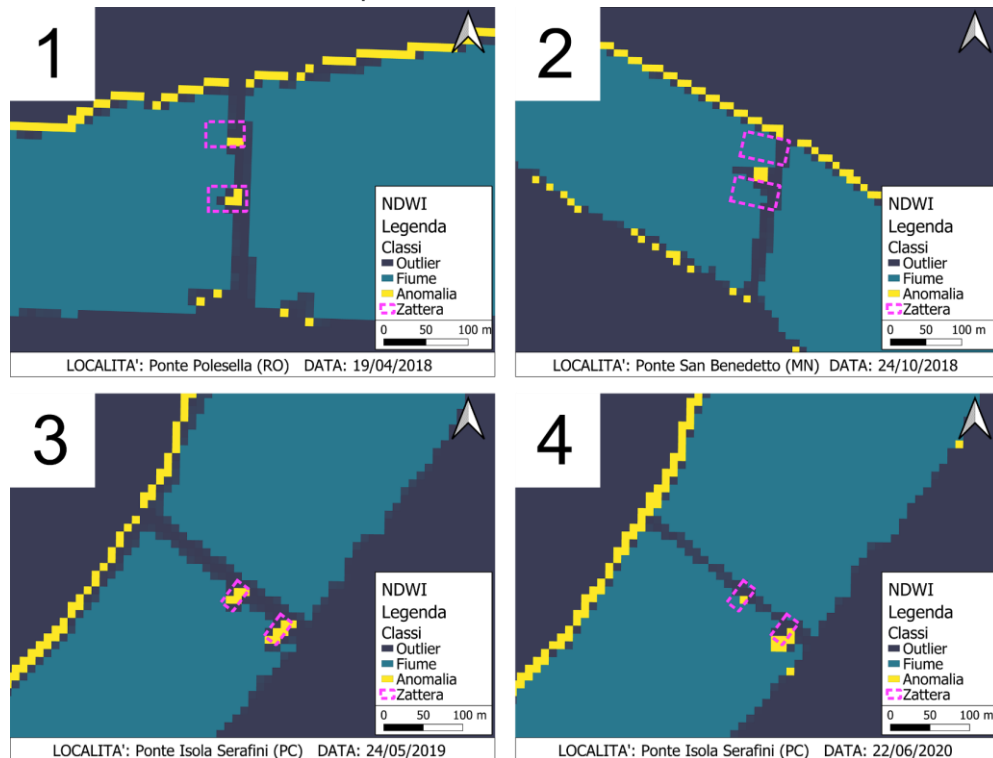 1
NDWI
Legenda
Classi
Outlier
Fiume
Anomalia
Zattera
0 50 100 m
LOCALITA': Ponte Polesella (RO) DATA: 19/04/2018
2
NDWI
Legenda
Classi
Outlier
Fiume
Anomalia
Zattera
0 50 100 m
LOCALITA': Ponte San Benedetto (MN) DATA: 24/10/2018
3
NDWI
Legenda
Classi
Outlier
Fiume
Anomalia
Zattera
0 50 100 m
LOCALITA': Ponte Isola Serafini (PC) DATA: 24/05/2019
4
NDWI
Legenda
Classi
Outlier
Fiume
Anomalia
Zattera
0 50 100 m
LOCALITA': Ponte Isola Serafini (PC) DATA: 22/06/2020